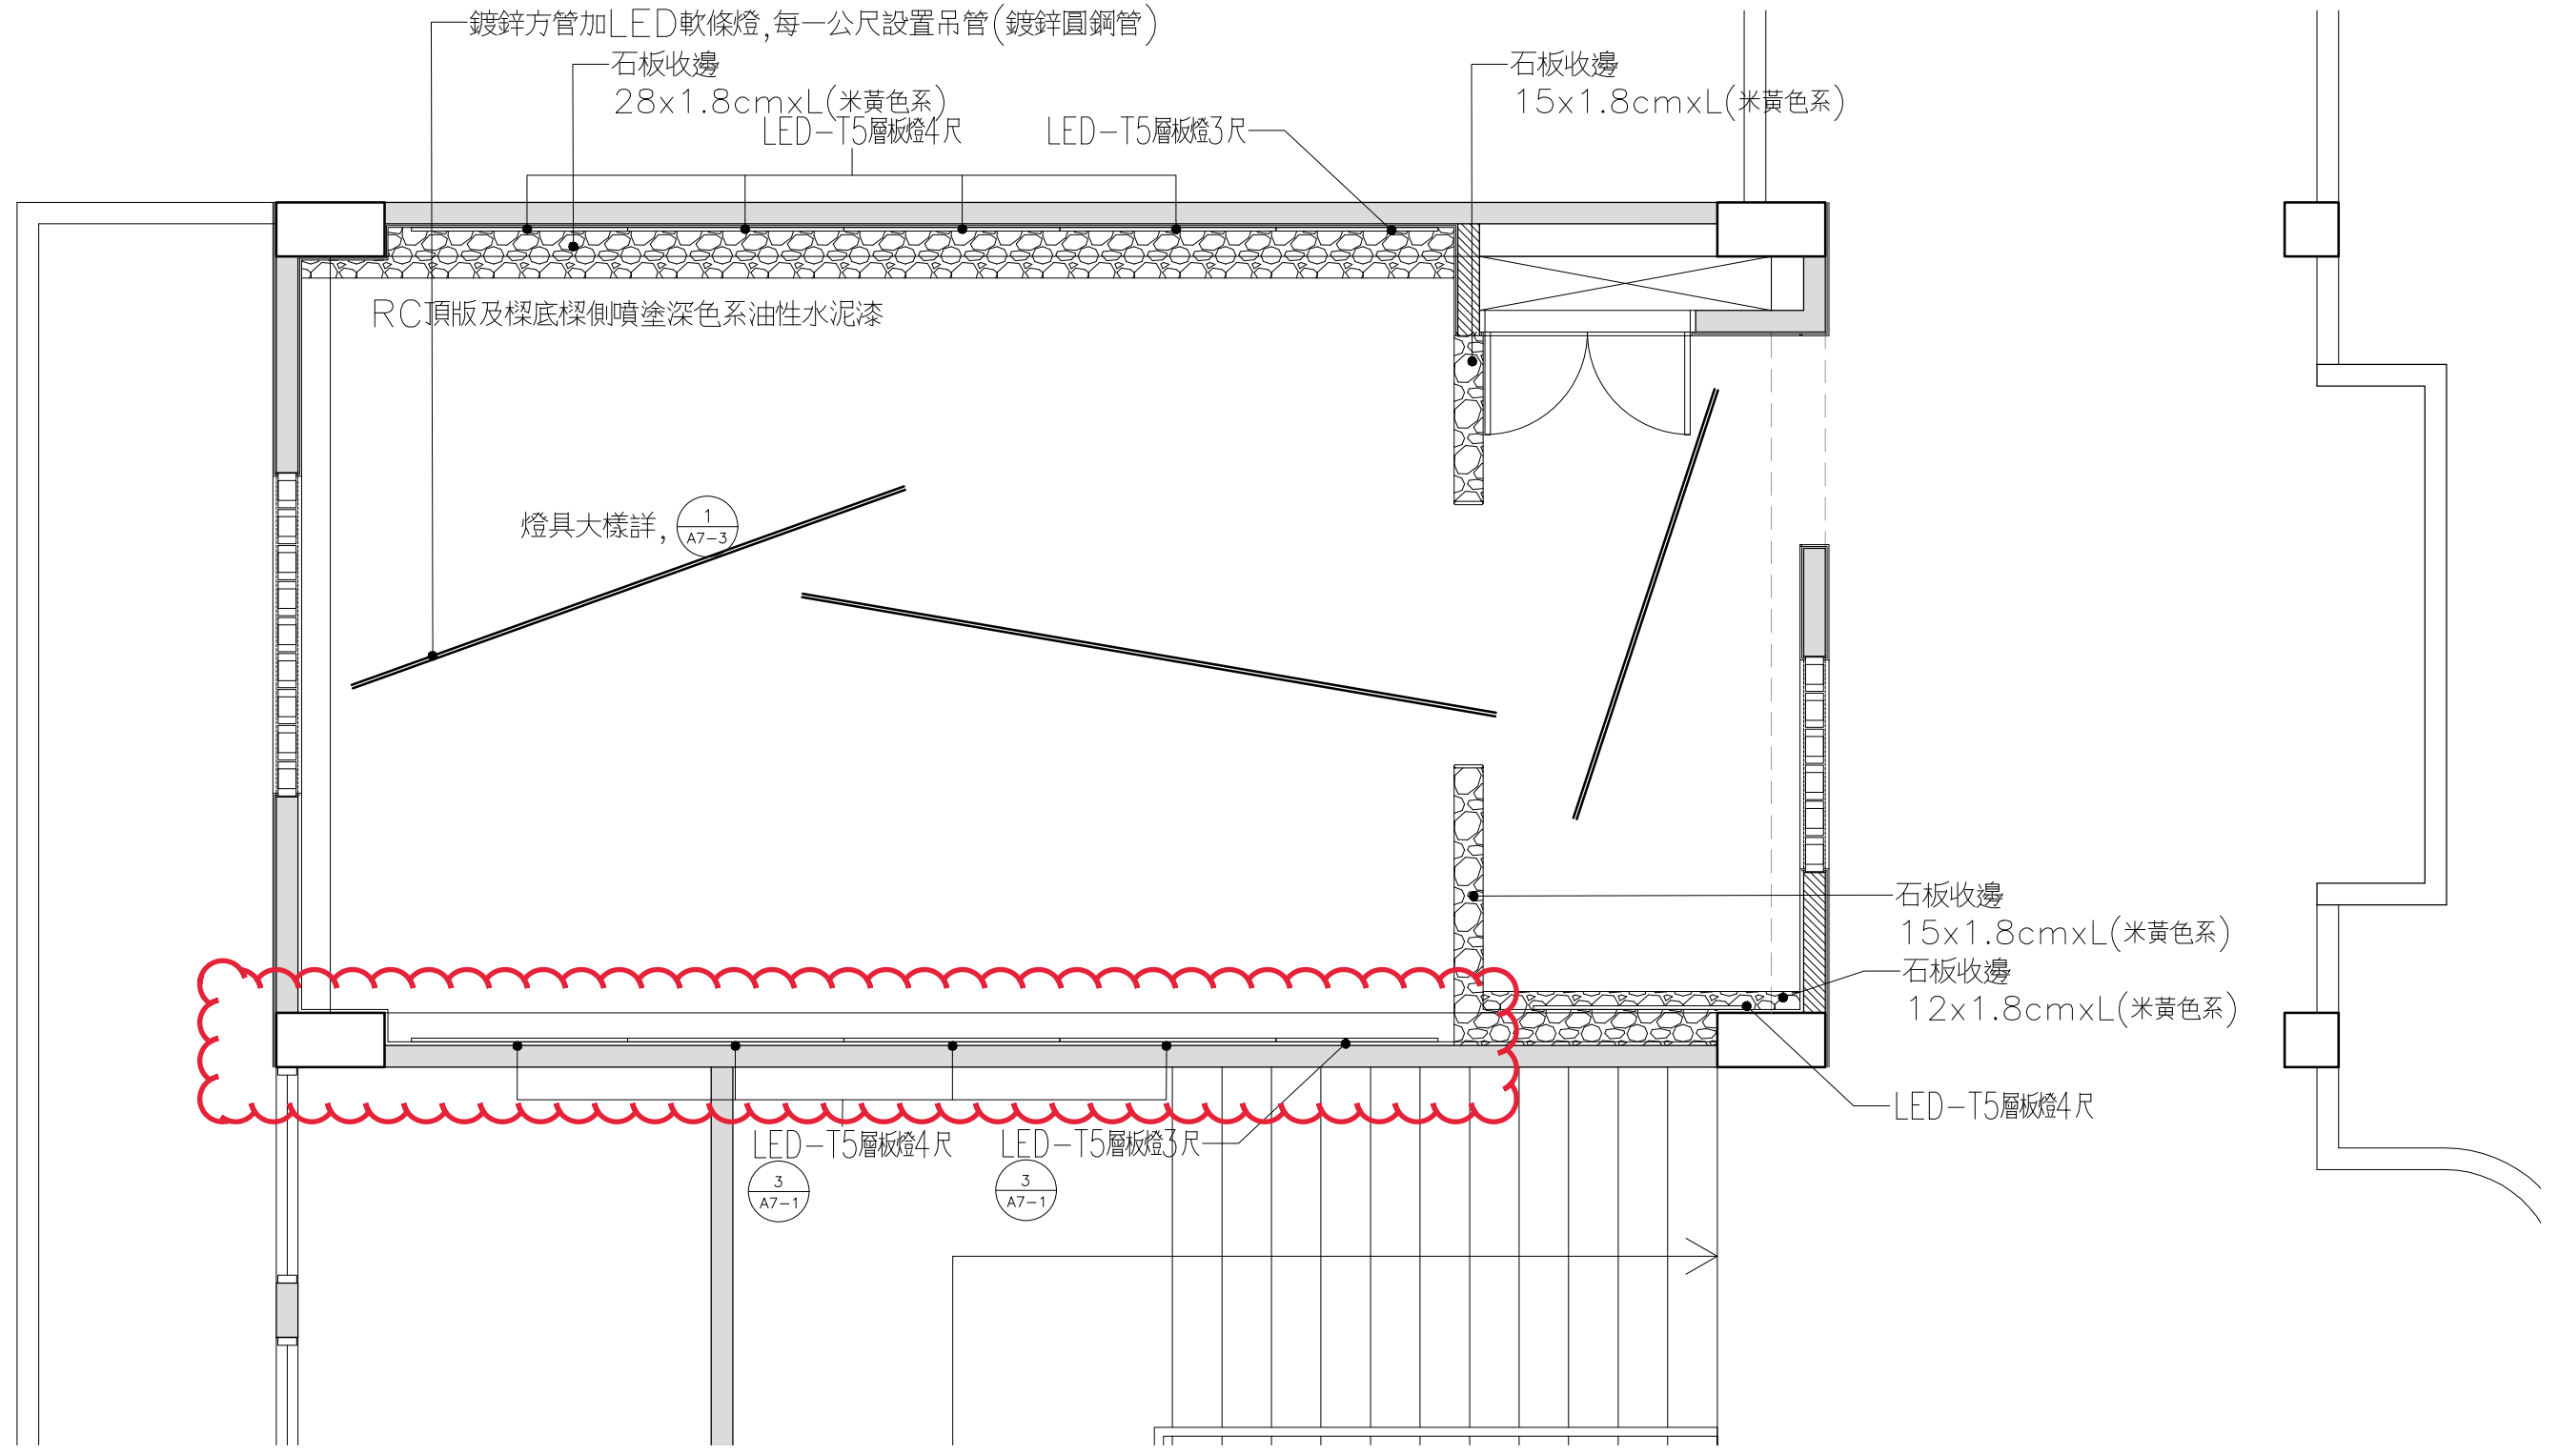 鍍鋅方管加LED軟條燈,每一公尺設置吊管(鍍鋅圓鋼管)
石板收邊
28x1.8cmxL(米黃色系)
石板收邊
15x1.8cmxL(米黃色系)
LED-T5層板燈4尺
LED-T5層板燈3尺
RC頂版及樑底樑側噴塗深色系油性水泥漆
燈具大樣詳,
1
A7-3
石板收邊
15x1.8cmxL(米黃色系)
石板收邊
12x1.8cmxL(米黃色系)
LED-T5層板燈4尺
LED-T5層板燈4尺
3
A7-1
LED-T5層板燈3尺
3
A7-1